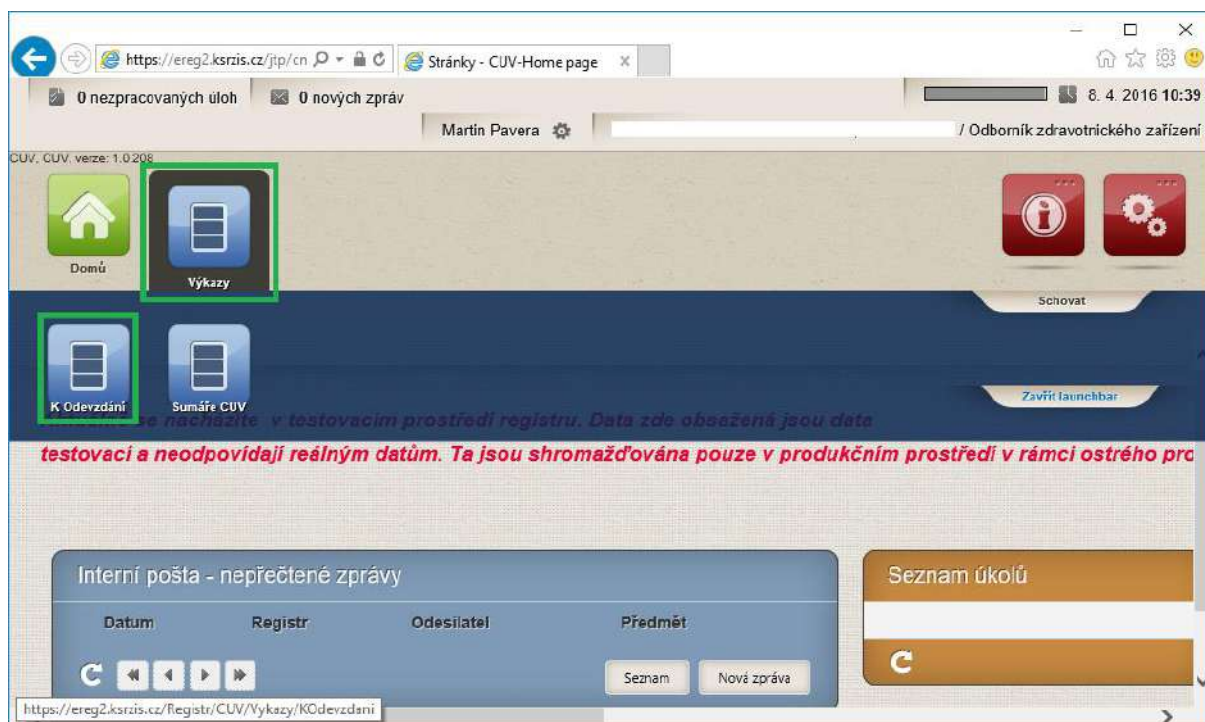 https://ereg2.ksrzis.cz/jtp/cn
Stránky - CUV-Home page
0 nezpracovaných úloh
0 nových zpráv
8. 4. 2016 10:39
Martin Pavera
/ Odborník zdravotnického zařízení
CUV, CUV, verze: 1.0.208
Domů
Výkazy
Schovat
K Odevzdání
Sumáře CUV
Zavřít launchbar
se nacházíte v testovacím prostředí registru. Data zde obsažená jsou data
testovací a neodpovídají reálným datům. Ta jsou shromažďována pouze v produkčním prostředí v rámci ostrého pro
Interní pošta - nepřečtené zprávy
Seznam úkolů
Datum Registr Odesílatel Předmět
Seznam
Nová zpráva
https://ereg2.ksrzis.cz/Registr/CUV/Vykazy/KOdevzdani